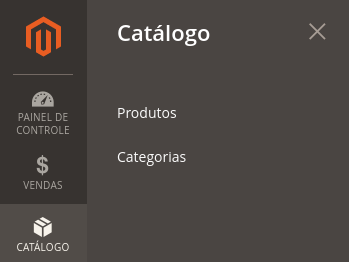 Catálogo
Produtos
Categorias
PAINEL DE
CONTROLE
$
VENDAS
CATÁLOGO